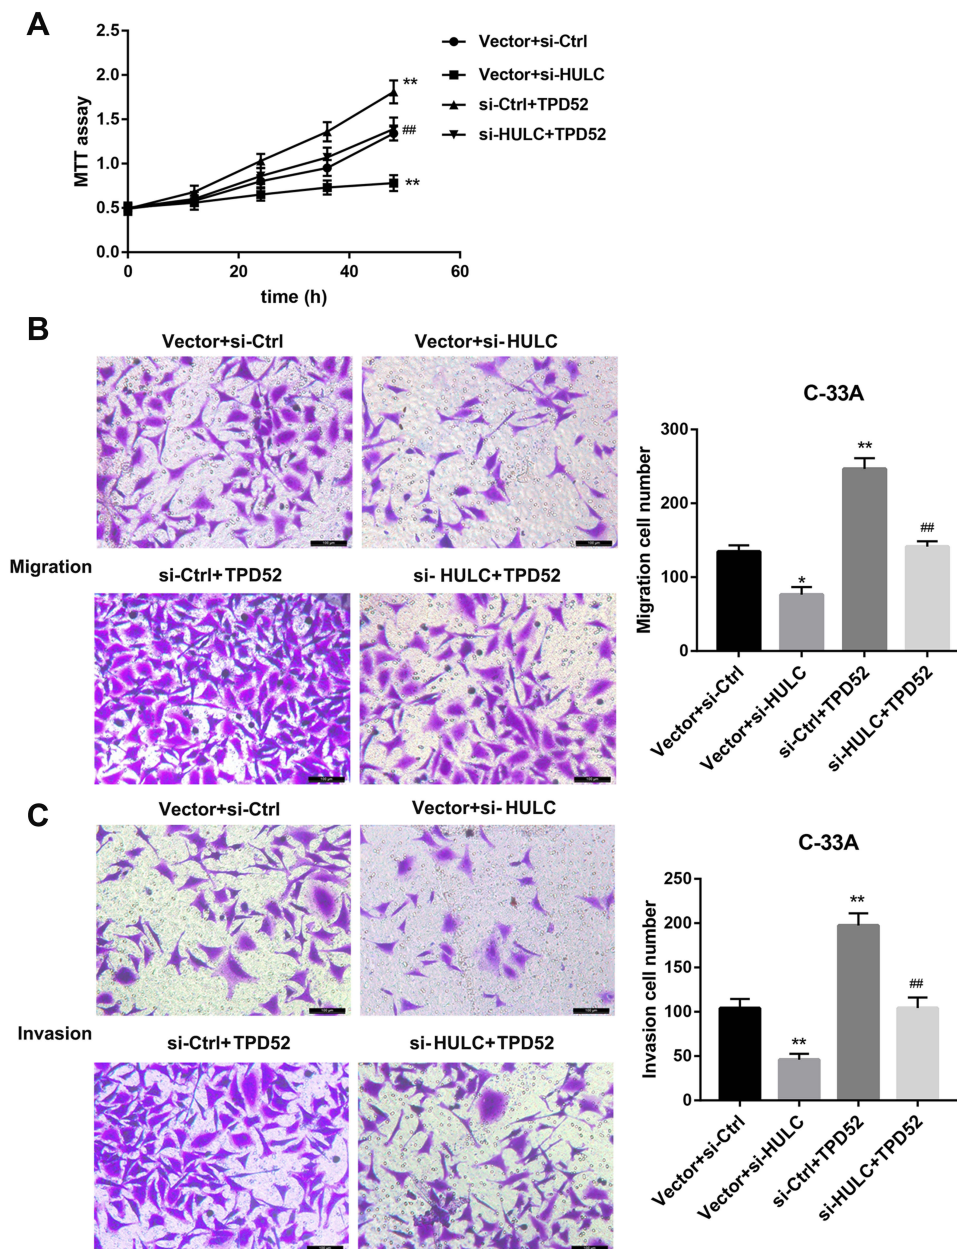 A
2.5
2.0
1.5
1.0
0.5
0.0
MTT assay
0 20 40 60
time (h)
**
##
**
Vector+si-Ctrl
Vector+si-HULC
si-Ctrl+TPD52
si-HULC+TPD52
B
Vector+si-Ctrl
Vector+si-HULC
Migration
si-Ctrl+TPD52
si-HULC+TPD52
C-33A
300
200
100
0
Migration cell number
*
**
##
Vector+si-Ctrl
Vector+si-HULC
si-Ctrl+TPD52
si-HULC+TPD52
C
Vector+si-Ctrl
Vector+si-HULC
Invasion
si-Ctrl+TPD52
si-HULC+TPD52
C-33A
250
200
150
100
50
0
Invasion cell number
**
**
##
Vector+si-Ctrl
Vector+si-HULC
si-Ctrl+TPD52
si-HULC+TPD52